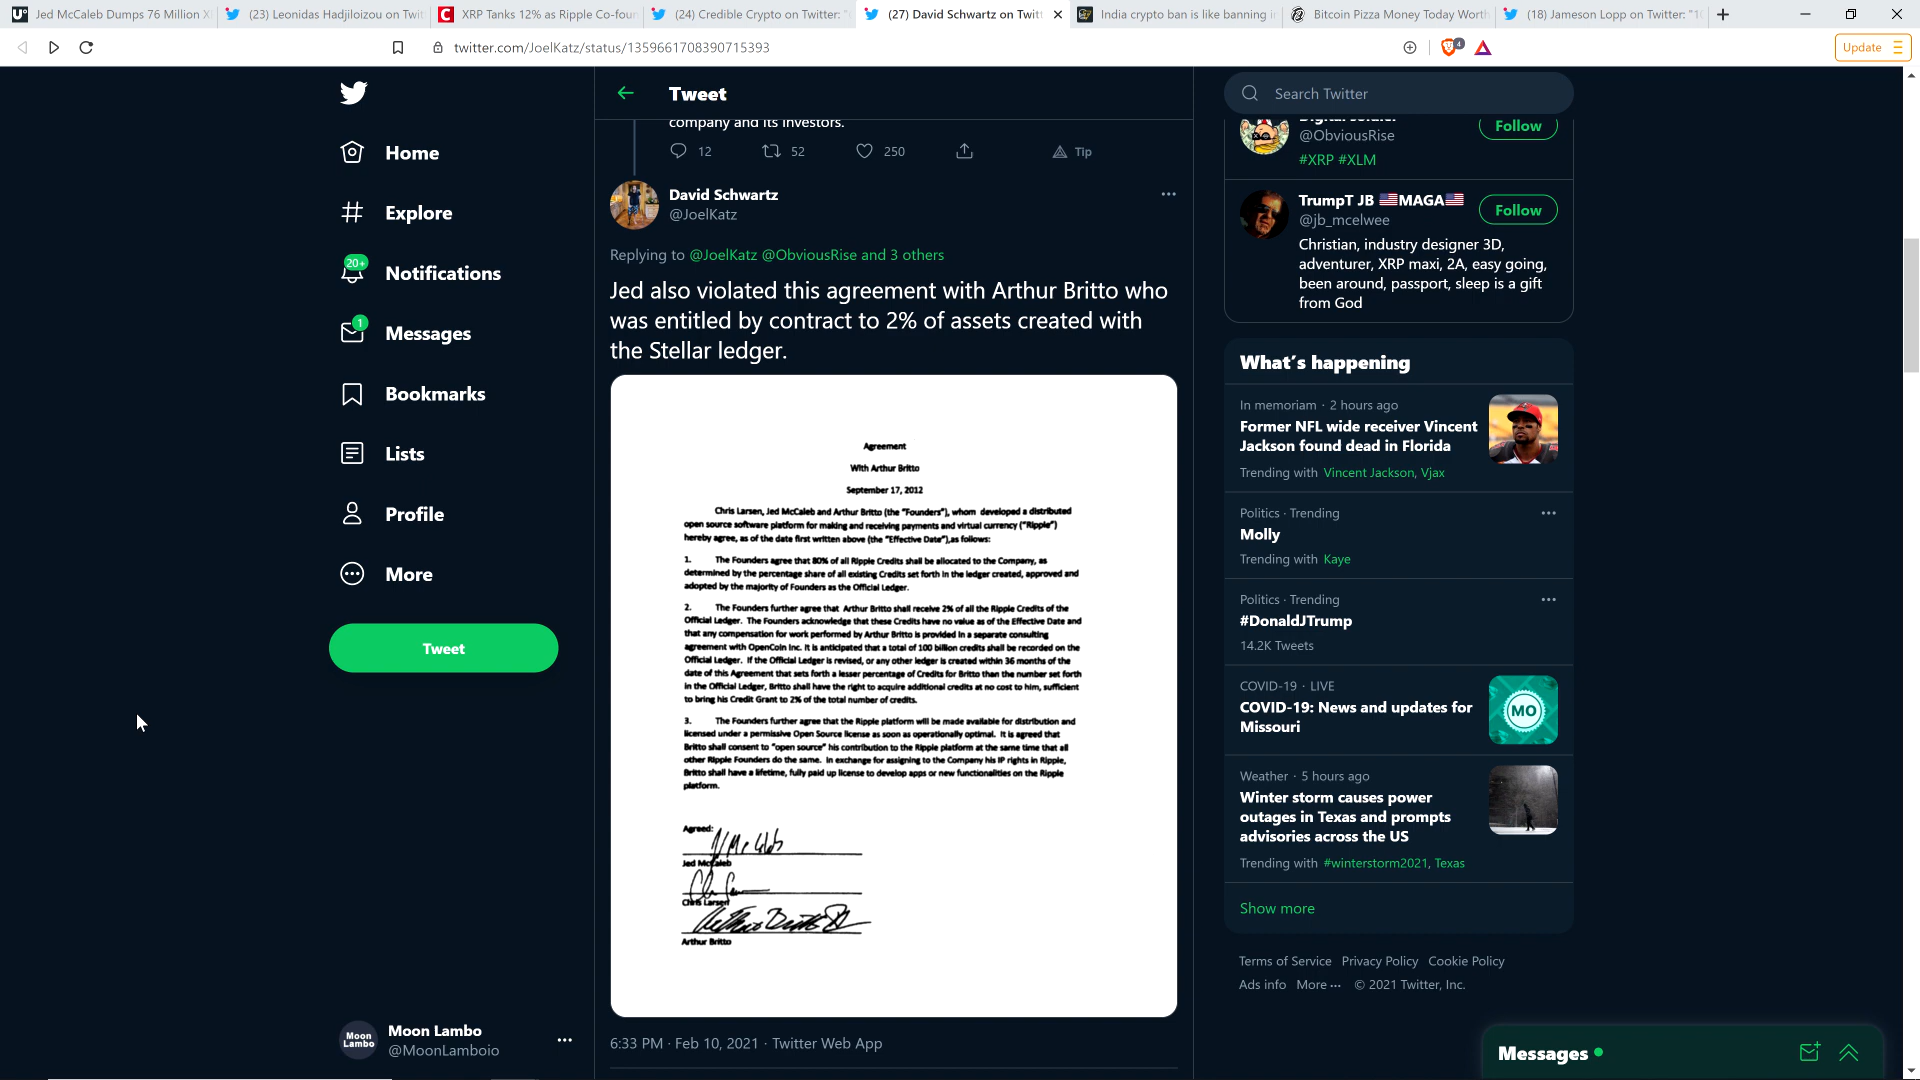 Jed McCaleb Dumps 76 Million X
(23) Leonidas Hadjiloizou on Twit
XRP Tanks 12% as Ripple Co-foun
(24) Credible Crypto on Twitter: "
(27) David Schwartz on Twitt
India crypto ban is like banning i
Bitcoin Pizza Money Today Worth
(18) Jameson Lopp on Twitter: "1
twitter.com/JoelKatz/status/1359661708390715393
4
Update
Home
Explore
20+
Notifications
1
Messages
Bookmarks
Lists
Profile
More
Tweet
Moon Lambo
Moon Lambo
@MoonLamboio
Tweet
company and its investors.
12
52
250
Tip
David Schwartz
@JoelKatz
Replying to @JoelKatz @ObviousRise and 3 others
Jed also violated this agreement with Arthur Britto who
was entitled by contract to 2% of assets created with
the Stellar ledger.
Agreement
With Arthur Britto
September 17, 2012
Chris Larsen, Jed McCaleb and Arthur Britto (the "Founders"), whom developed a distributed
open source software platform for making and receiving payments and virtual currency ("Ripple")
hereby agree, as of the date first written above (the "Effective Date"),as follows:
1. The Founders agree that 80% of all Ripple Credits shall be allocated to the Company, as
determined by the percentage share of all existing Credits set forth in the ledger created, approved and
adopted by the majority of Founders as the Official Ledger.
2. The Founders further agree that Arthur Britto shall receive 2% of all the Ripple Credits of the
Official Ledger. The Founders acknowledge that these Credits have no value as of the Effective Date and
that any compensation for work performed by Arthur Britto is provided in a separate consulting
agreement with OpenCoin Inc. It is anticipated that a total of 100 billion credits shall be recorded on the
Official Ledger. If the Official Ledger is revised, or any other ledger is created within 36 months of the
date of this Agreement that sets forth a lesser percentage of Credits for Britto than the number set forth
in the Official Ledger, Britto shall have the right to acquire additional credits at no cost to him, sufficient
to bring his Credit Grant to 2% of the total number of credits.
3. The Founders further agree that the Ripple platform will be made available for distribution and
licensed under a permissive Open Source license as soon as operationally optimal. It is agreed that
Britto shall consent to "open source" his contribution to the Ripple platform at the same time that all
other Ripple Founders do the same. In exchange for assigning to the Company his IP rights in Ripple,
Britto shall have a lifetime, fully paid up license to develop apps or new functionalities on the Ripple
platform.
Agreed:
Jed McCaleb
Chris Larsen
Arthur Britto
6:33 PM · Feb 10, 2021 · Twitter Web App
Search Twitter
@ObviousRise
#XRP #XLM
Follow
TrumpT JB 🇺🇸MAGA🇺🇸
@jb_mcelwee
Follow
Christian, industry designer 3D,
adventurer, XRP maxi, 2A, easy going,
been around, passport, sleep is a gift
from God
What's happening
In memoriam · 2 hours ago
Former NFL wide receiver Vincent
Jackson found dead in Florida
Trending with Vincent Jackson, Vjax
Politics · Trending
Molly
Trending with Kaye
Politics · Trending
#DonaldJTrump
14.2K Tweets
COVID-19 · LIVE
COVID-19: News and updates for
Missouri
MO
Weather · 5 hours ago
Winter storm causes power
outages in Texas and prompts
advisories across the US
Trending with #winterstorm2021, Texas
Show more
Terms of Service Privacy Policy Cookie Policy
Ads info More ··· © 2021 Twitter, Inc.
Messages